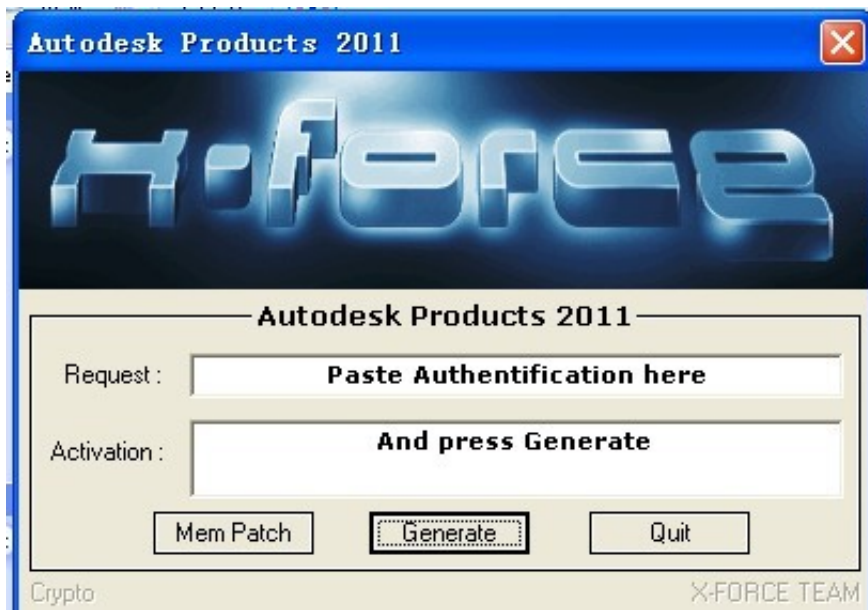 Autodesk Products 2011
x-force
Autodesk Products 2011
Request :
Paste Authentification here
Activation :
And press Generate
Mem Patch
Generate
Quit
Crypto
X-FORCE TEAM